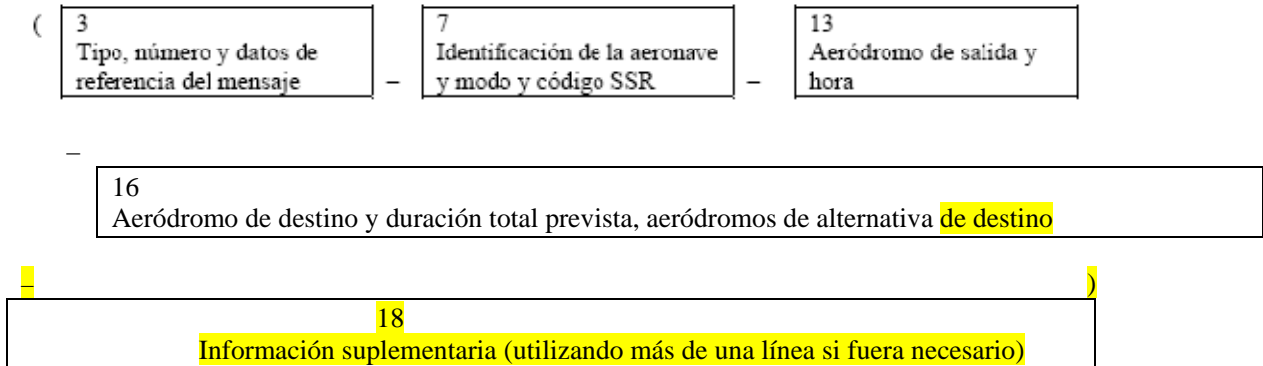 ( 3 7 13
Tipo, número y datos de Identificación de la aeronave Aeródromo de salida y
referencia del mensaje – y modo y código SSR – hora
–
16
Aeródromo de destino y duración total prevista, aeródromos de alternativa de destino
– )
18
Información suplementaria (utilizando más de una línea si fuera necesario)